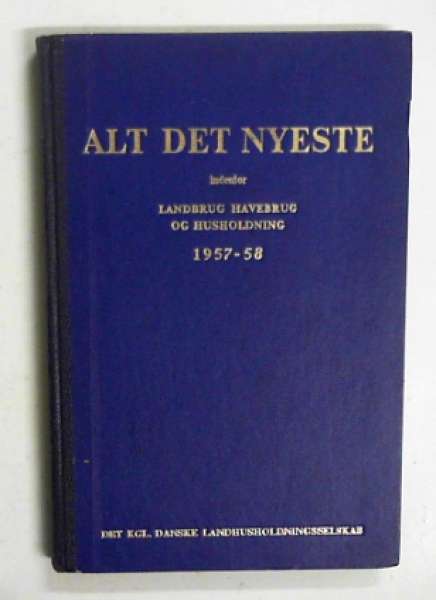 ALT DET NYESTE
indenfor
LANDBRUG HAVEBRUG
OG HUSHOLDNING
1957-58
DET KGL. DANSKE LANDHUSHOLDNINGSSELSKAB